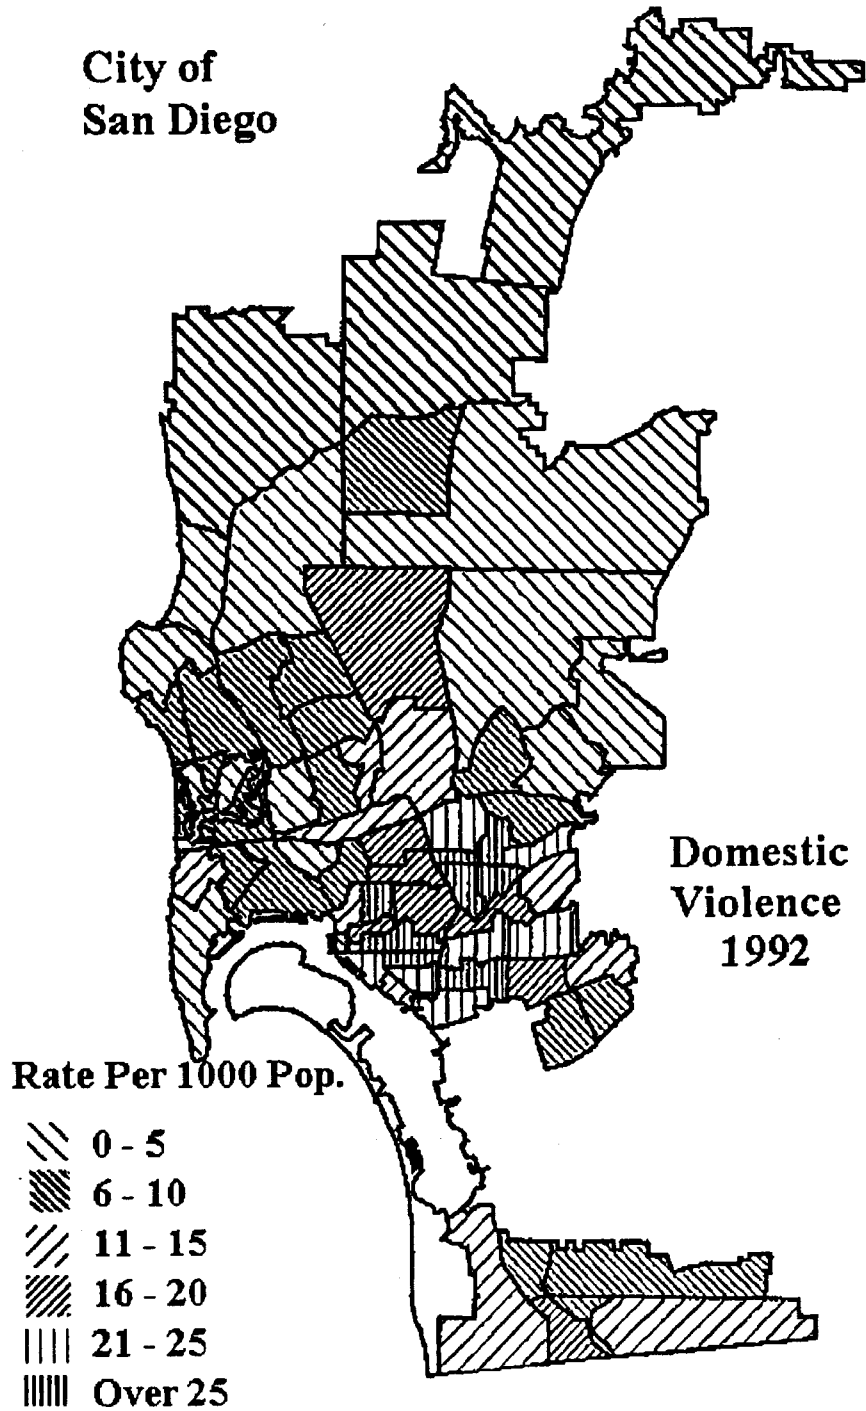 City of
San Diego
Domestic
Violence
1992
Rate Per 1000 Pop.
0 - 5
6 - 10
11 - 15
16 - 20
21 - 25
Over 25